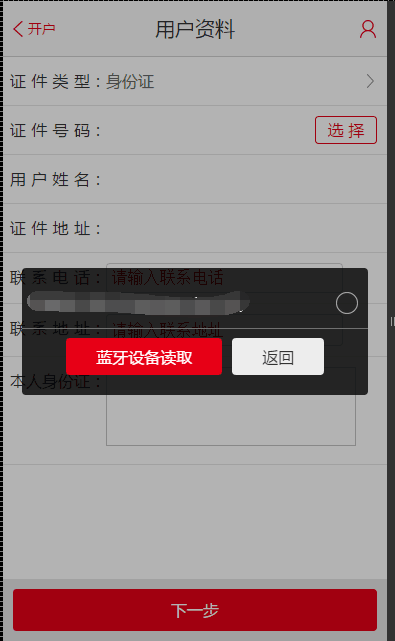 开户
用户资料
证件类型：身份证
证件号码：
选择
用户姓名：
证件地址：
联系电话：请输入联系电话
联系地址：请输入联系地址
蓝牙设备读取
返回
本人身份证：
下一步